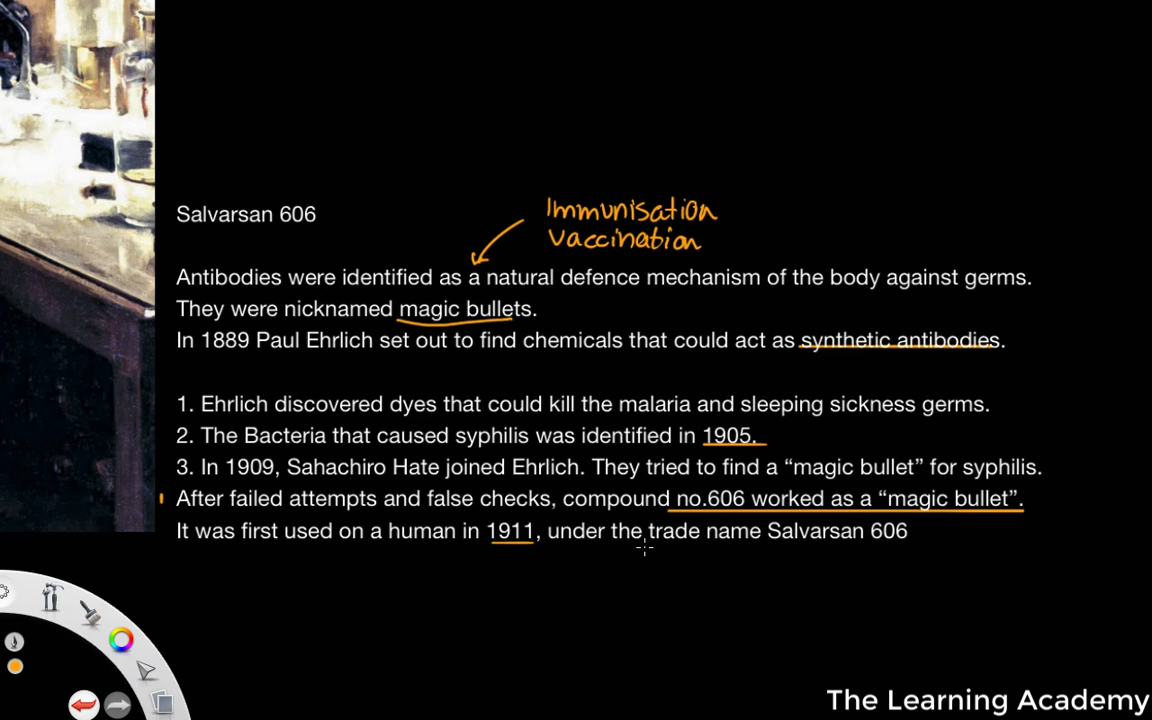 Immunisation
Vaccination
Salvarsan 606
Antibodies were identified as a natural defence mechanism of the body against germs.
They were nicknamed magic bullets.
In 1889 Paul Ehrlich set out to find chemicals that could act as synthetic antibodies.
1. Ehrlich discovered dyes that could kill the malaria and sleeping sickness germs.
2. The Bacteria that caused syphilis was identified in 1905.
3. In 1909, Sahachiro Hate joined Ehrlich. They tried to find a “magic bullet” for syphilis.
After failed attempts and false checks, compound no.606 worked as a “magic bullet”.
It was first used on a human in 1911, under the trade name Salvarsan 606
The Learning Academy